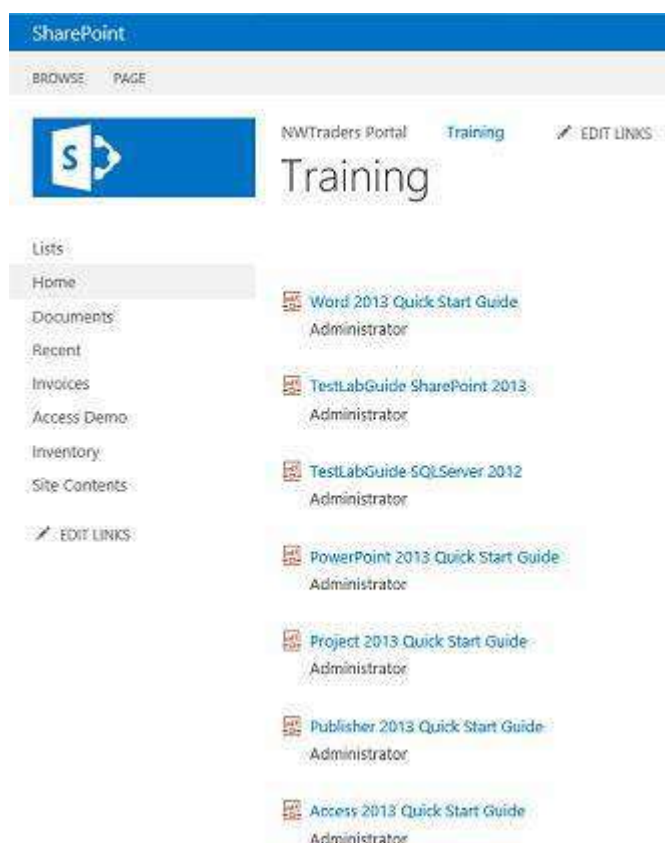 SharePoint
BROWSE PAGE
S
NWTraders Portal Training EDIT LINKS
Training
Lists
Home
Documents
Recent
Invoices
Access Demo
Inventory
Site Contents
EDIT LINKS
Word 2013 Quick Start Guide
Administrator
TestLabGuide SharePoint 2013
Administrator
TestLabGuide SQLServer 2012
Administrator
PowerPoint 2013 Quick Start Guide
Administrator
Project 2013 Quick Start Guide
Administrator
Publisher 2013 Quick Start Guide
Administrator
Access 2013 Quick Start Guide
Administrator